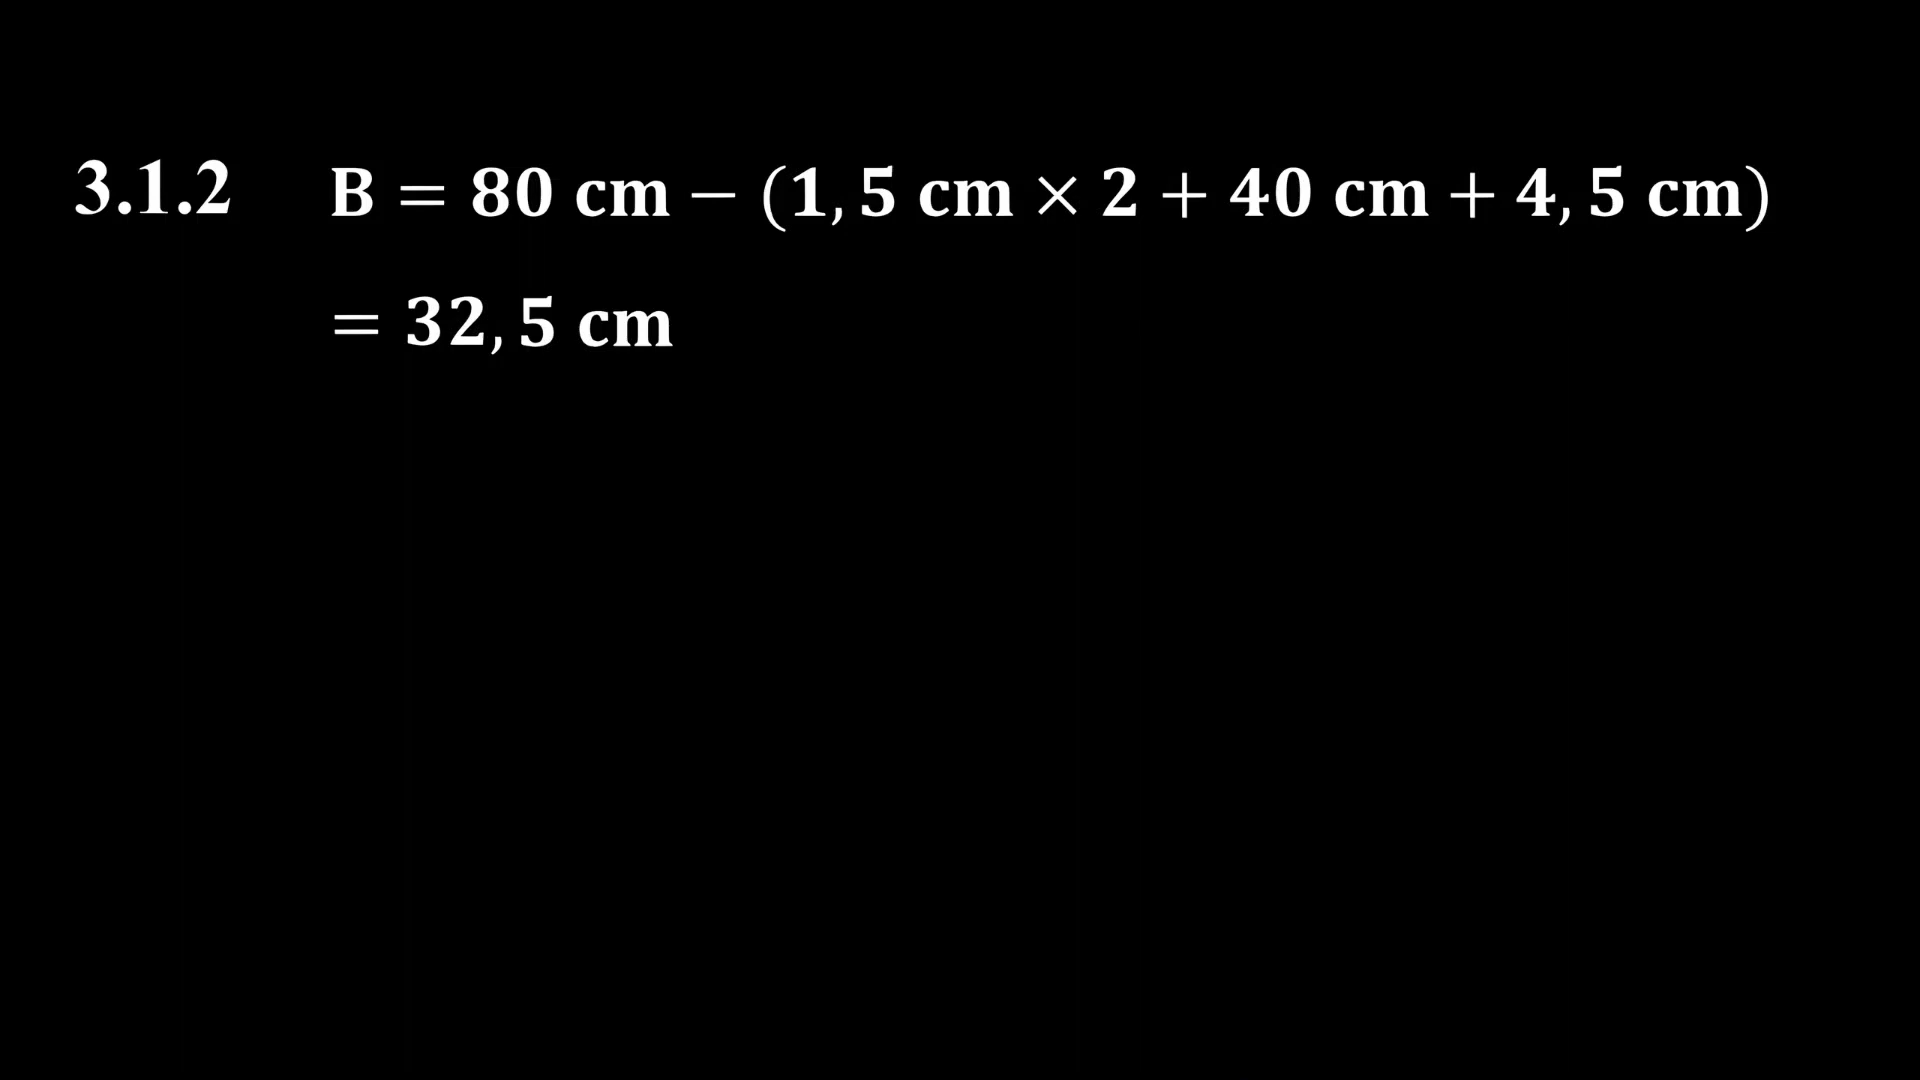 3.1.2 B = 80 cm − (1,5 cm × 2 + 40 cm + 4,5 cm)
= 32,5 cm